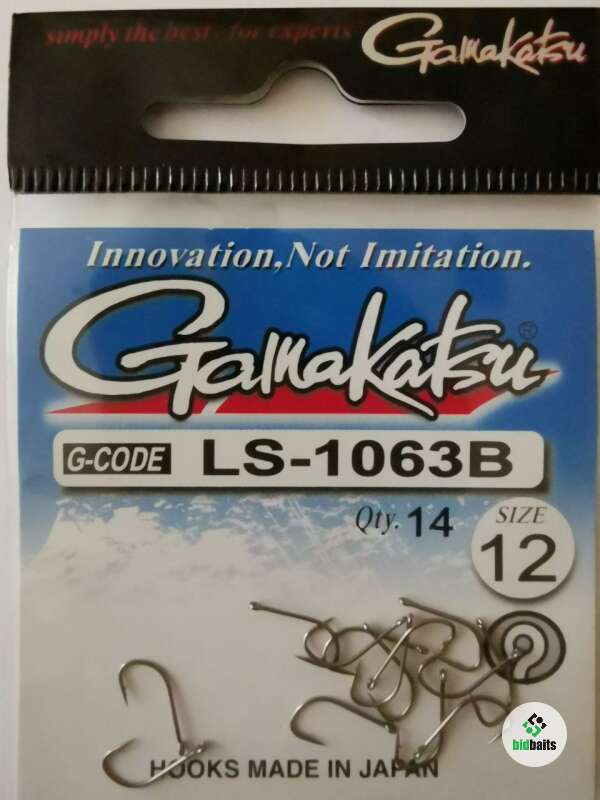 simply the best - for experts
Gamakatsu
Innovation, Not Imitation.
Gamakatsu®
G-CODE LS-1063B
Qty. 14
SIZE
12
HOOKS MADE IN JAPAN
bidbaits